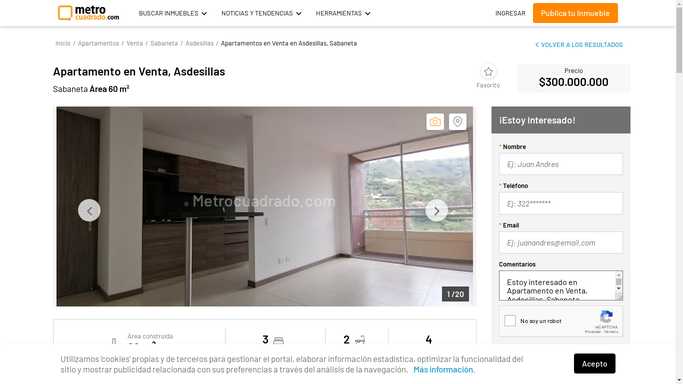 metro
cuadrado.com
BUSCAR INMUEBLES
NOTICIAS Y TENDENCIAS
HERRAMIENTAS
INGRESAR
Publica tu Inmueble
Inicio / Apartamentos / Venta / Sabaneta / Asdesillas / Apartamentos en Venta en Asdesillas, Sabaneta
VOLVER A LOS RESULTADOS
Apartamento en Venta, Asdesillas
Sabaneta Área 60 m²
Favorito
Precio
$300.000.000
Metrocuadrado.com
1 / 20
¡Estoy Interesado!
* Nombre
Ej: Juan Andres
* Teléfono
Ej: 322*******
* Email
Ej: juanandres@email.com
Comentarios
Estoy interesado en
Apartamento en Venta,
Asdesillas, Sabaneta
No soy un robot
reCAPTCHA
Privacidad - Términos
Área construida
3
2
4
Utilizamos 'cookies' propias y de terceros para gestionar el portal, elaborar información estadística, optimizar la funcionalidad del
sitio y mostrar publicidad relacionada con sus preferencias a través del análisis de la navegación. Más información.
Acepto